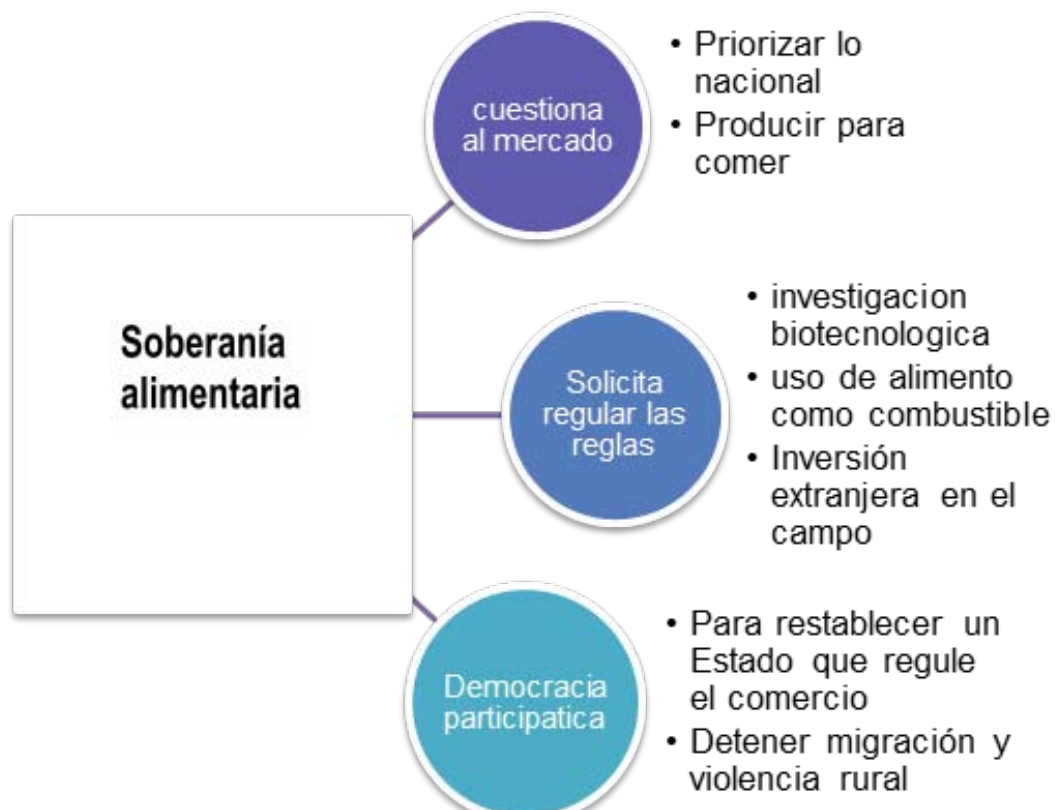 Soberanía
alimentaria
cuestiona
al mercado
• Priorizar lo
nacional
• Producir para
comer
Solicita
regular las
reglas
• investigacion
biotecnologica
• uso de alimento
como combustible
• Inversión
extranjera en el
campo
Democracia
participatica
• Para restablecer un
Estado que regule
el comercio
• Detener migración y
violencia rural